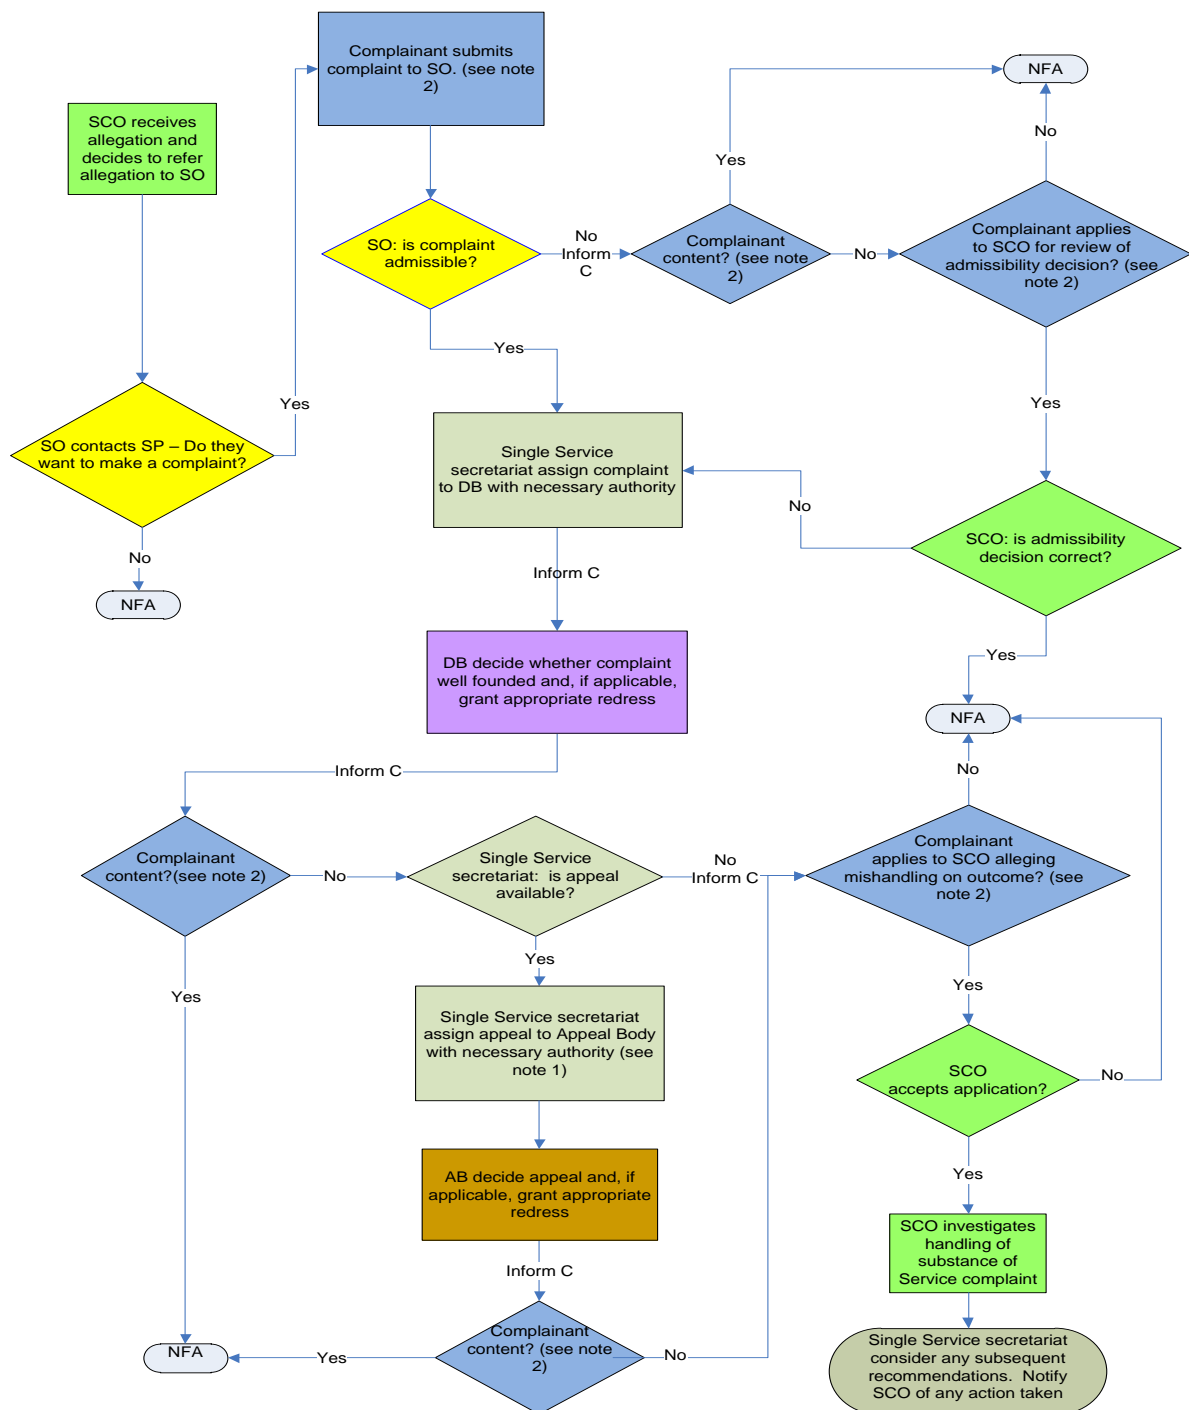 Complainant submits
complaint to SO. (see note
2)
NFA
SCO receives
allegation and
decides to refer
allegation to SO
Yes
No
SO: is complaint
admissible?
No
Inform
C
Complainant
content? (see note
2)
No
Complainant applies
to SCO for review of
admissibility decision? (see
note 2)
Yes
Yes
Yes
SO contacts SP – Do they
want to make a complaint?
No
NFA
Single Service
secretariat assign complaint
to DB with necessary authority
No
SCO: is admissibility
decision correct?
Inform C
Yes
DB decide whether complaint
well founded and, if applicable,
grant appropriate redress
NFA
Inform C
No
Complainant
content?(see note 2)
No
Single Service
secretariat:  is appeal
available?
No
Inform C
Complainant
applies to SCO alleging
mishandling on outcome? (see
note 2)
Yes
Yes
Yes
Single Service secretariat
assign appeal to Appeal Body
with necessary authority (see
note 1)
SCO
accepts application?
No
AB decide appeal and, if
applicable, grant appropriate
redress
Yes
SCO investigates
handling of
substance of
Service complaint
Inform C
NFA
Yes
Complainant
content? (see note
2)
No
Single Service secretariat
consider any subsequent
recommendations.  Notify
SCO of any action taken